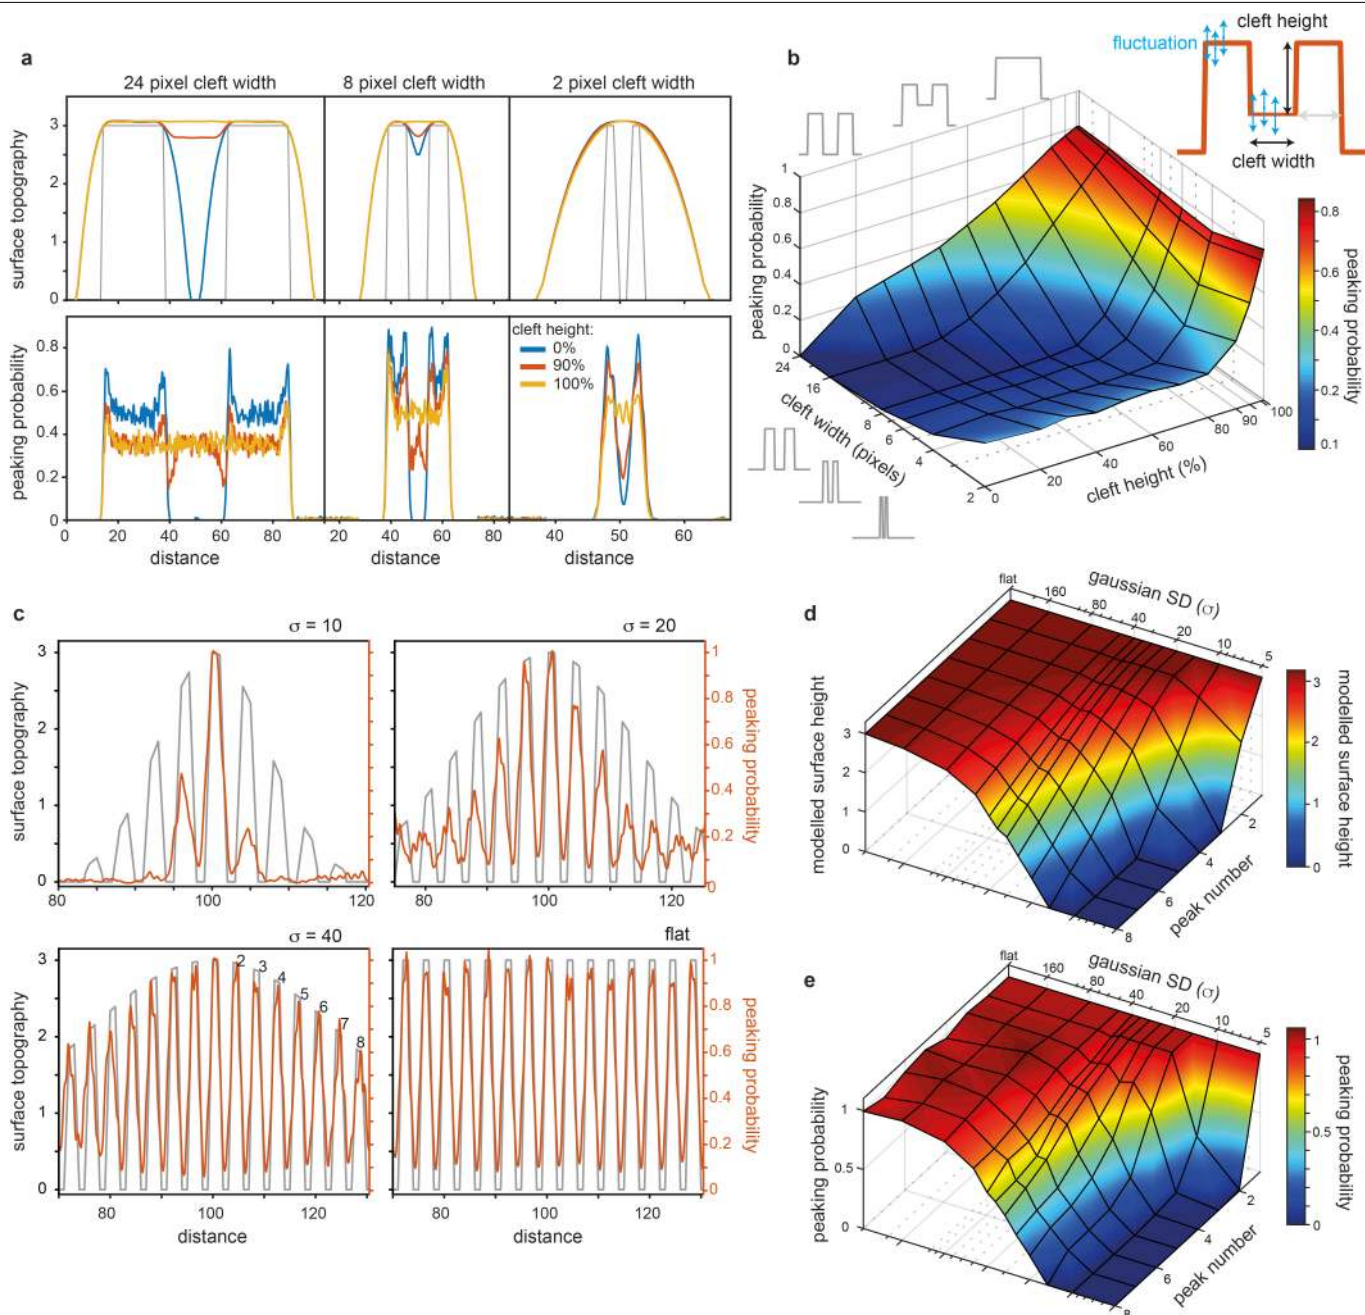 a
24 pixel cleft width
8 pixel cleft width
2 pixel cleft width
surface topography
3
2
1
0
peaking probability
0.8
0.6
0.4
0.2
0
cleft height:
0%
90%
100%
0 20 40 60 80
20 40 60 80
40 50 60
distance
distance
distance
b
cleft height
fluctuation
cleft width
peaking probability
1
0.8
0.6
0.4
0.2
0
24
16
8
6
4
2
cleft width (pixels)
0
20
40
60
80
90
100
cleft height (%)
0.8
0.6
0.4
0.2
0.1
peaking probability
c
σ = 10
surface topography
3
2
1
0
80 100 120
σ = 20
3
2
1
0
80 100 120
1
0.8
0.6
0.4
0.2
0
peaking probability
σ = 40
surface topography
3
2
1
0
2
3
4
5
6
7
8
80 100 120
distance
flat
3
2
1
0
80 100 120
distance
1
0.8
0.6
0.4
0.2
0
peaking probability
d
flat
160
80
40
20
10
5
gaussian SD (σ)
modelled surface height
3
2
1
0
2
4
6
8
peak number
3
2
1
0
modelled surface height
e
flat
160
80
40
20
10
5
gaussian SD (σ)
peaking probability
1
0.5
0
2
4
6
8
peak number
1
0.5
0
peaking probability